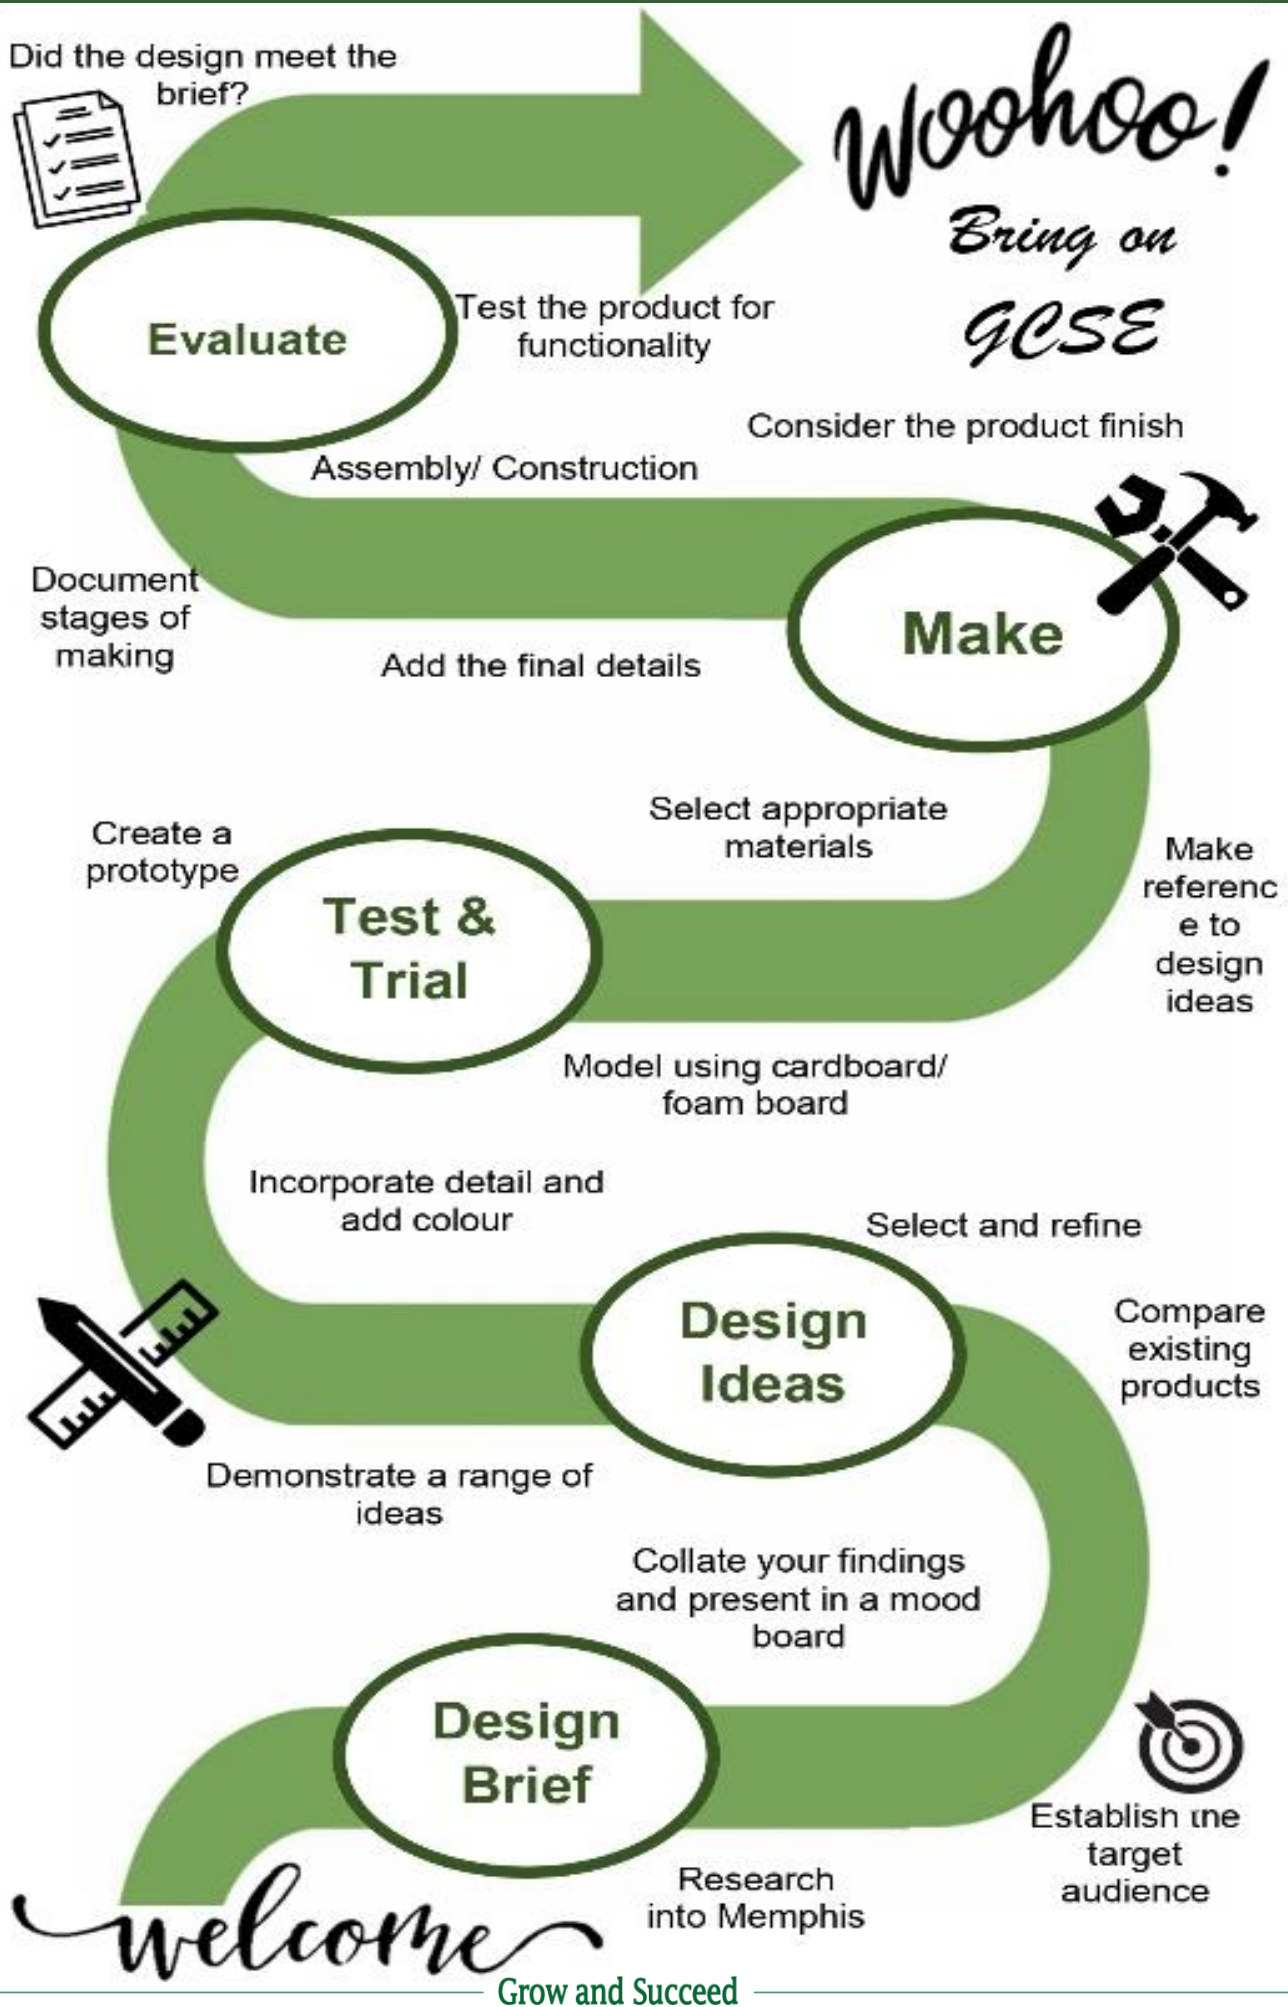 Did the design meet the
brief?
Woohoo!
Bring on
GCSE
Evaluate
Test the product for
functionality
Consider the product finish
Assembly/ Construction
Document
stages of
making
Make
Add the final details
Select appropriate
materials
Create a
prototype
Make
referenc
e to
design
ideas
Test &
Trial
Model using cardboard/
foam board
Incorporate detail and
add colour
Select and refine
Compare
existing
products
Design
Ideas
Demonstrate a range of
ideas
Collate your findings
and present in a mood
board
Design
Brief
Establish the
target
audience
Research
into Memphis
welcome
Grow and Succeed